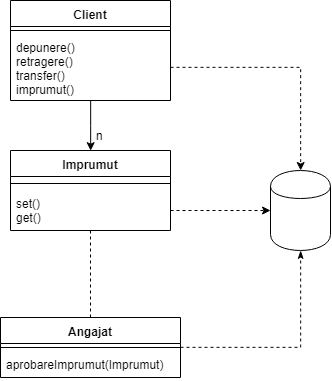 Client
depunere()
retragere()
transfer()
imprumut()
n
Imprumut
set()
get()
Angajat
aprobareImprumut(Imprumut)